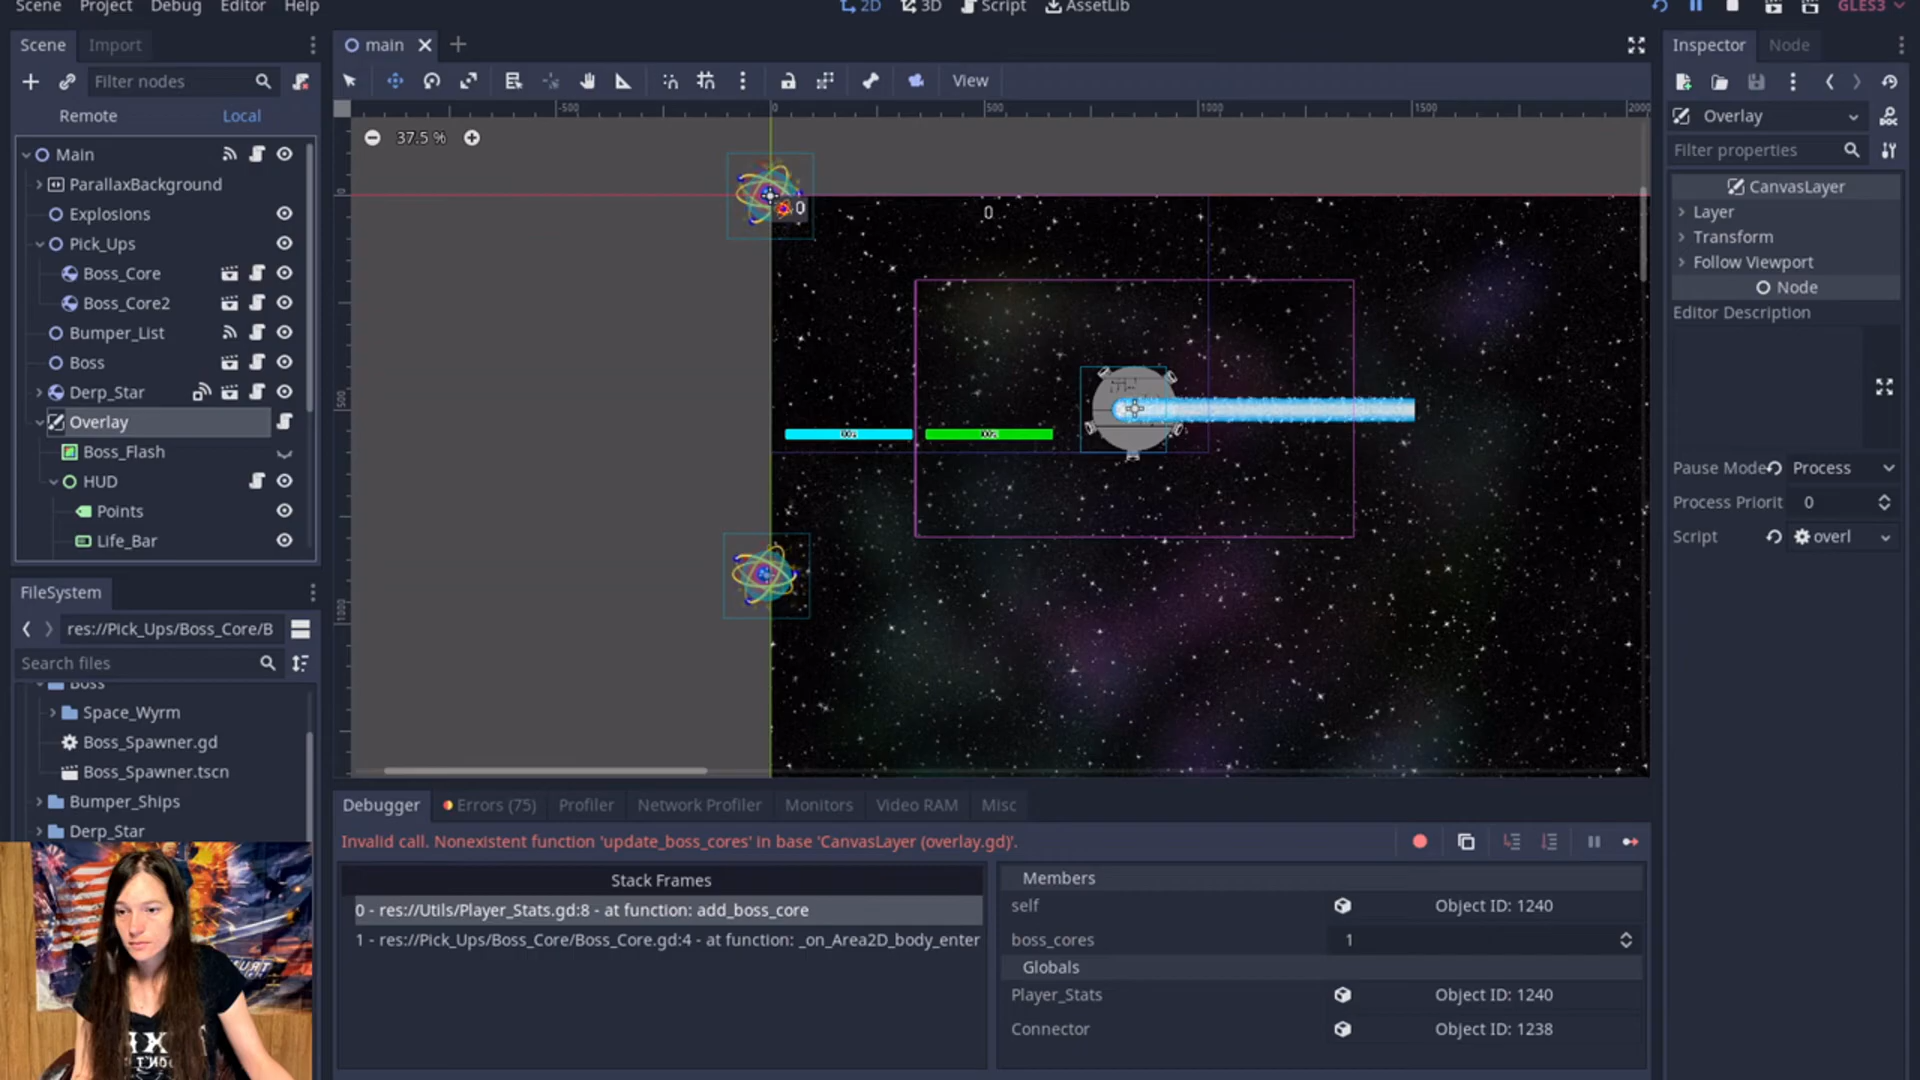 Scene Project Debug Editor Help
2D 3D Script AssetLib
GLES3
Scene Import
main
Inspector Node
Filter nodes
View
Remote Local
-500 0 500 1000 1500 2000
37.5 %
Overlay
Filter properties
Main
ParallaxBackground
Explosions
Pick_Ups
Boss_Core
Boss_Core2
Bumper_List
Boss
Derp_Star
Overlay
Boss_Flash
HUD
Points
Life_Bar
0
500
1000
0
0
CanvasLayer
Layer
Transform
Follow Viewport
Node
Editor Description
Pause Mode Process
Process Priorit 0
Script overl
FileSystem
res://Pick_Ups/Boss_Core/B
Search files
Boss
Space_Wyrm
Boss_Spawner.gd
Boss_Spawner.tscn
Bumper_Ships
Derp_Star
Debugger Errors (75) Profiler Network Profiler Monitors Video RAM Misc
Invalid call. Nonexistent function 'update_boss_cores' in base 'CanvasLayer (overlay.gd)'.
Stack Frames
0 - res://Utils/Player_Stats.gd:8 - at function: add_boss_core
1 - res://Pick_Ups/Boss_Core/Boss_Core.gd:4 - at function: _on_Area2D_body_enter
Members
self Object ID: 1240
boss_cores 1
Globals
Player_Stats Object ID: 1240
Connector Object ID: 1238